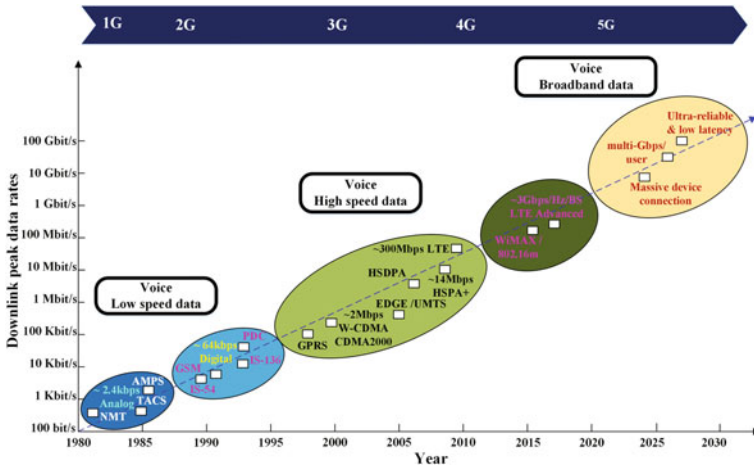 1G 2G 3G 4G 5G
Voice
Broadband data
Voice
High speed data
Voice
Low speed data
Downlink peak data rates
100 Gbit/s
10 Gbit/s
1 Gbit/s
100 Mbit/s
10 Mbit/s
1 Mbit/s
100 Kbit/s
10 Kbit/s
1 Kbit/s
100 bit/s
Ultra-reliable
& low latency
multi-Gbps/
user
Massive device
connection
~3Gbps/Hz/BS
LTE Advanced
WiMAX /
802.16m
~300Mbps LTE
HSDPA
~14Mbps
HSPA+
EDGE /UMTS
~2Mbps
W-CDMA
CDMA2000
GPRS
PDC
~ 64kbps
Digital
IS-136
GSM
IS-54
AMPS
~ 2.4kbps
Analog
TACS
NMT
1980 1985 1990 1995 2000 2005 2010 2015 2020 2025 2030
Year